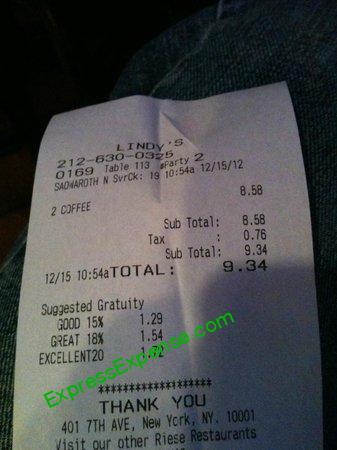 LINDY'S
212-630-0325
0169 Table 113 #Party 2
N SvrCk: 19 10:54a 12/15/12
8.58
2 COFFEE
Sub Total: 8.58
Tax : 0.76
Sub Total: 9.34
12/15 10:54a TOTAL: 9.34
Suggested Gratuity
GOOD 15% 1.29
GREAT 18% 1.54
EXCELLENT20
ExpressExpense.com
*******************
THANK YOU
401 7TH AVE, New York, NY. 10001
Visit our other Riese Restaurants